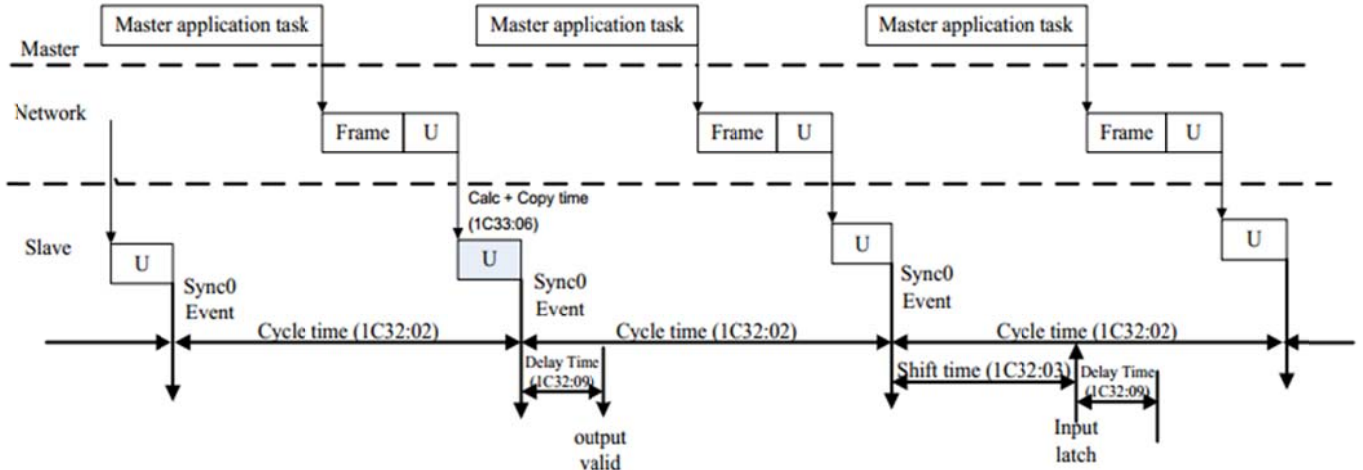 Master application task
Master application task
Master application task
Master
Network
Frame U
Frame U
Frame U
Calc + Copy time
(1C33:06)
Slave
U
U
U
U
Sync0
Event
Sync0
Event
Sync0
Event
Cycle time (1C32:02)
Cycle time (1C32:02)
Cycle time (1C32:02)
Delay Time
(1C32:09)
Shift time (1C32:03)
Delay Time
(1C32:09)
output
valid
Input
latch